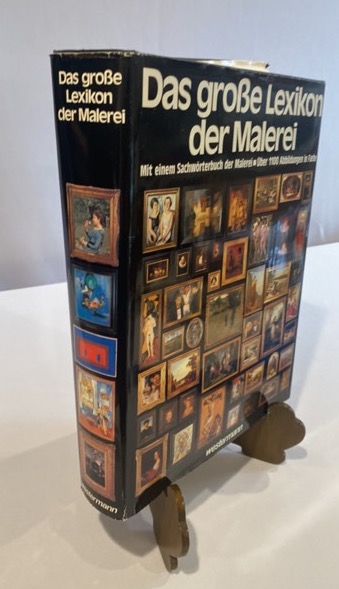 Das große
Lexikon
der Malerei
Das große Lexikon
der Malerei
Mit einem Sachwörterbuch der Malerei • Über 1100 Abbildungen in Farbe
westermann
westermann